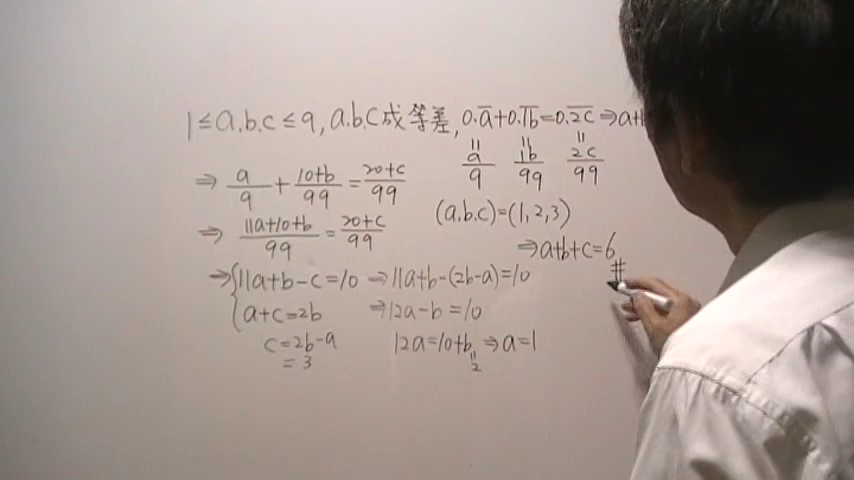 1≤a.b.c≤9, a.b.c成等差, 0.a̅+0.1̅b̅=0.2̅c̅⇒a+
|| || ||
a/9 1b/99 2c/99
⇒ a/9 + 10+b/99 = 20+c/99
(a.b.c)=(1,2,3)
⇒ 11a+10+b/99 = 20+c/99
⇒a+b+c=6 #
⇒{11a+b-c=10 ⇒11a+b-(2b-a)=10
{a+c=2b ⇒12a-b=10
c=2b-a 12a=10+b ⇒a=1
=3 || 2